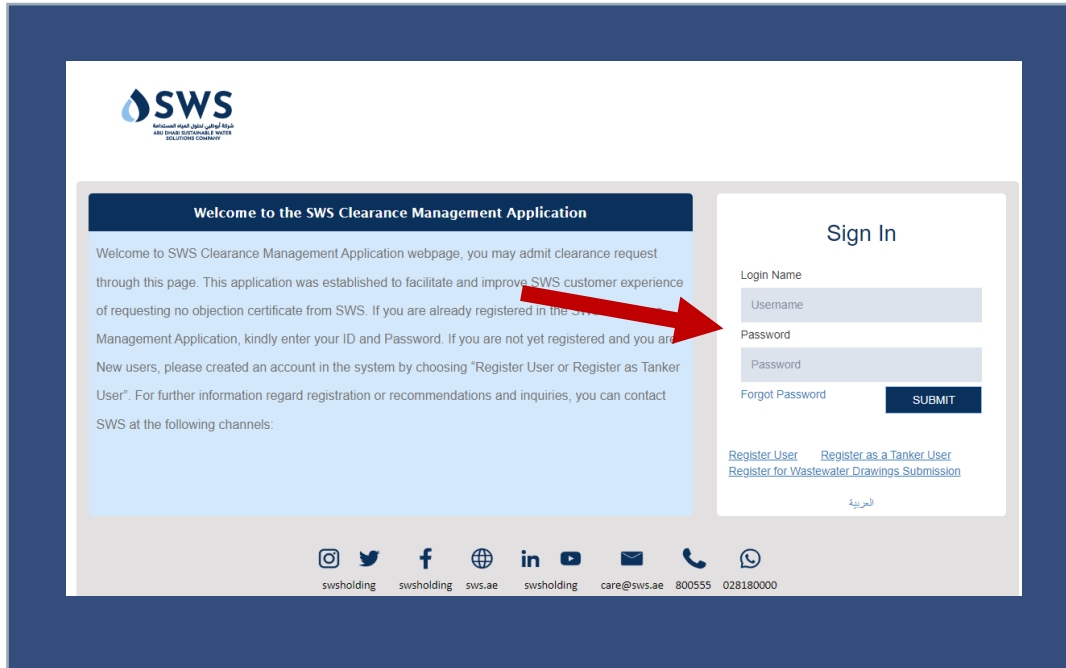 SWS
شركة أبوظبي لحلول المياه المستدامة
ABU DHABI SUSTAINABLE WATER
SOLUTIONS COMPANY
Welcome to the SWS Clearance Management Application
Welcome to SWS Clearance Management Application webpage, you may admit clearance request
through this page. This application was established to facilitate and improve SWS customer experience
of requesting no objection certificate from SWS. If you are already registered in the
Management Application, kindly enter your ID and Password. If you are not yet registered and you are
New users, please created an account in the system by choosing "Register User or Register as Tanker
User". For further information regard registration or recommendations and inquiries, you can contact
SWS at the following channels:
Sign In
Login Name
Username
Password
Password
Forgot Password
SUBMIT
Register User Register as a Tanker User
Register for Wastewater Drawings Submission
العربية
swsholding swsholding sws.ae swsholding care@sws.ae 800555 028180000